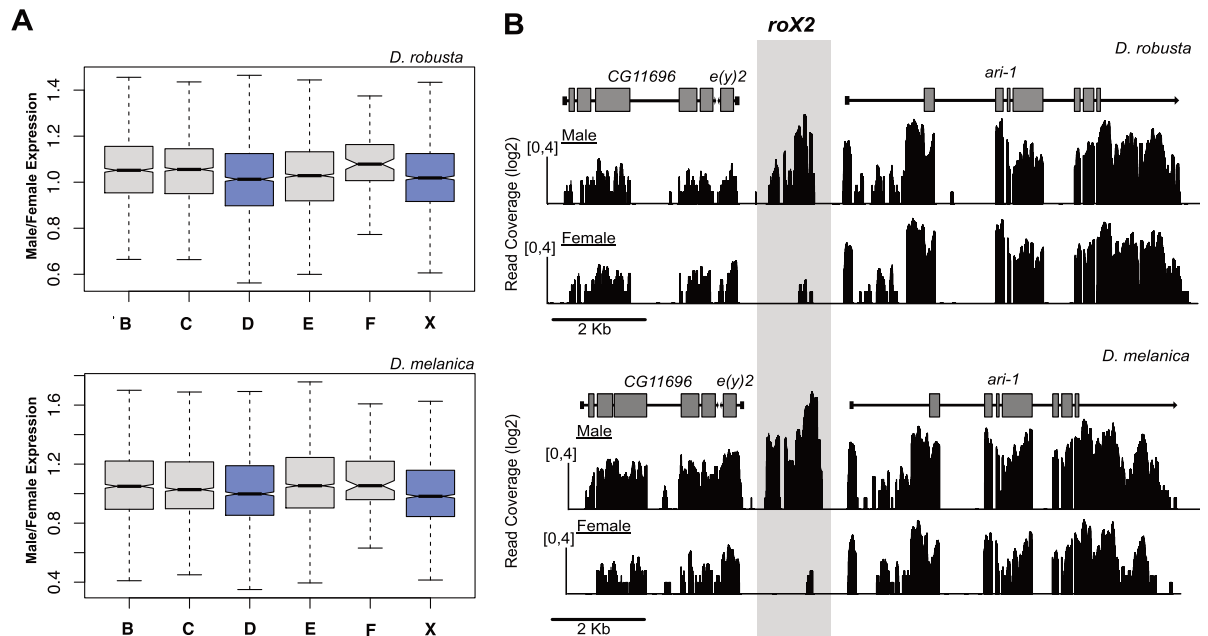 A
D. robusta
Male/Female Expression
1.4
1.2
1.0
0.8
0.6
B C D E F X
D. melanica
Male/Female Expression
1.6
1.2
0.8
0.4
B C D E F X
B
roX2
D. robusta
CG11696 e(y)2 ari-1
Read Coverage (log2)
[0,4] Male
[0,4] Female
2 Kb
D. melanica
CG11696 e(y)2 ari-1
Read Coverage (log2)
Male
[0,4]
Female
[0,4]
2 Kb